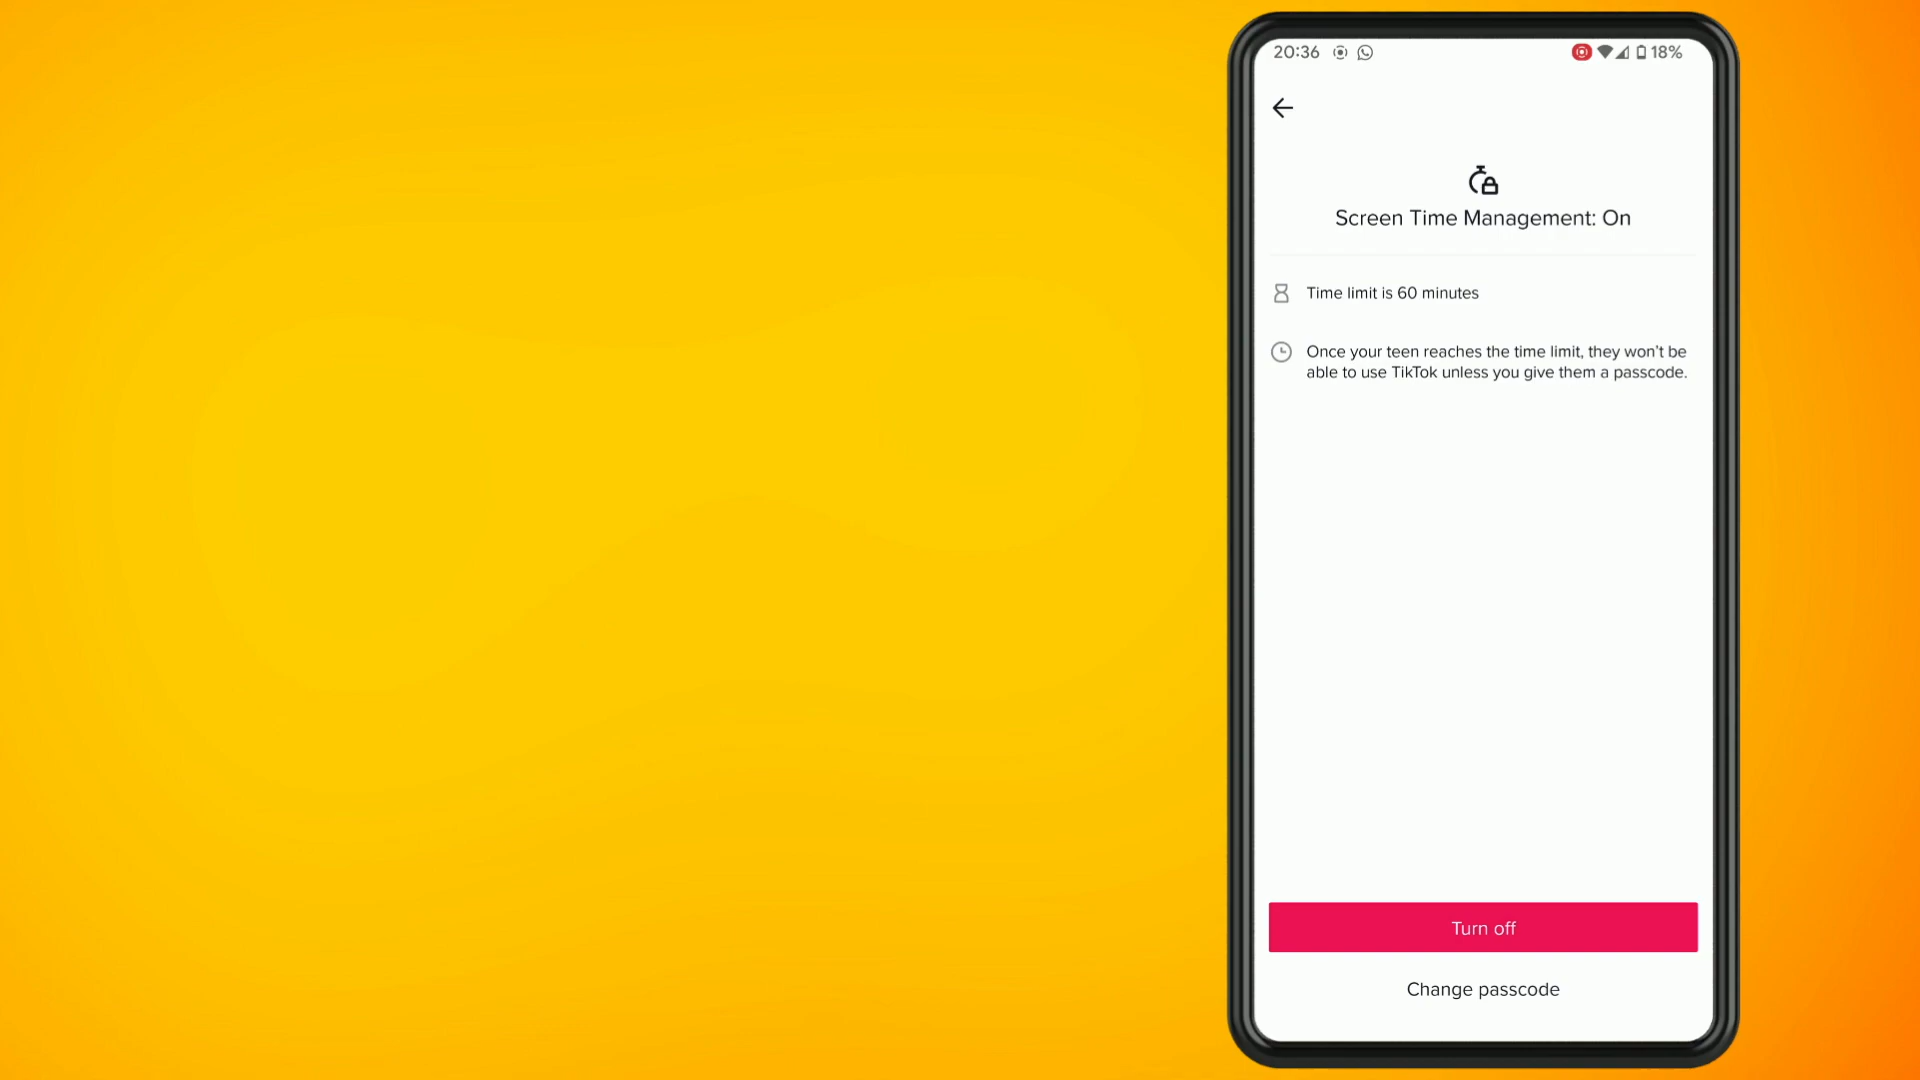 20:36 18%
Screen Time Management: On
Time limit is 60 minutes
Once your teen reaches the time limit, they won't be
able to use TikTok unless you give them a passcode.
Turn off
Change passcode